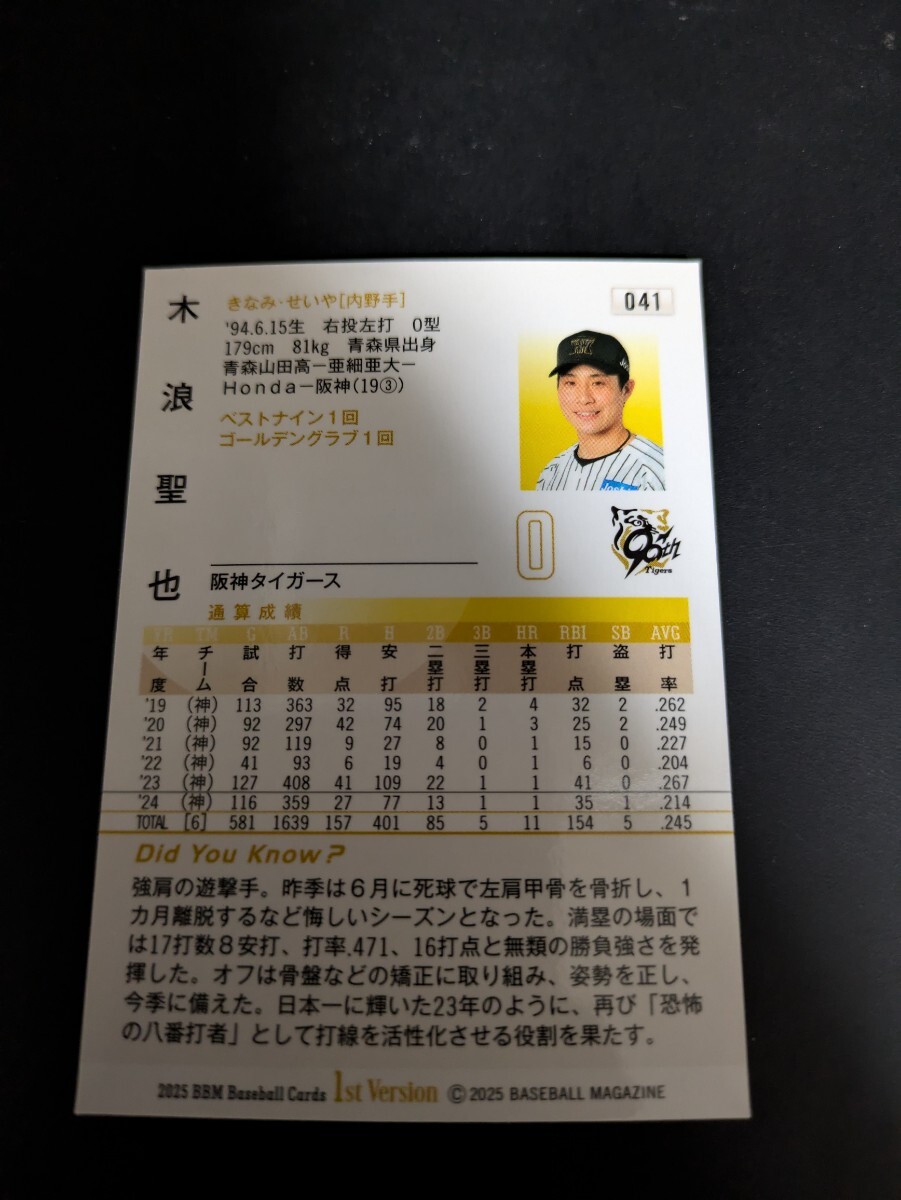 木浪聖也
きなみ・せいや[内野手]
041
'94.6.15生 右投左打 O型
179cm 81kg 青森県出身
青森山田高－亜細亜大－
Honda－阪神(19③)
ベストナイン1回
ゴールデングラブ1回
0
90th
Tigers
阪神タイガース
通算成績
YR TM G AB R H 2B 3B HR RBI SB AVG
年度 チーム 試合 打数 得点 安打 二塁打 三塁打 本塁打 打点 盗塁 打率
'19 (神) 113 363 32 95 18 2 4 32 2 .262
'20 (神) 92 297 42 74 20 1 3 25 2 .249
'21 (神) 92 119 9 27 8 0 1 15 0 .227
'22 (神) 41 93 6 19 4 0 1 6 0 .204
'23 (神) 127 408 41 109 22 1 1 41 0 .267
'24 (神) 116 359 27 77 13 1 1 35 1 .214
TOTAL [6] 581 1639 157 401 85 5 11 154 5 .245
Did You Know?
強肩の遊撃手。昨季は6月に死球で左肩甲骨を骨折し、1
カ月離脱するなど悔しいシーズンとなった。満塁の場面で
は17打数8安打、打率.471、16打点と無類の勝負強さを発
揮した。オフは骨盤などの矯正に取り組み、姿勢を正し、
今季に備えた。日本一に輝いた23年のように、再び「恐怖
の八番打者」として打線を活性化させる役割を果たす。
2025 BBM Baseball Cards 1st Version ©2025 BASEBALL MAGAZINE